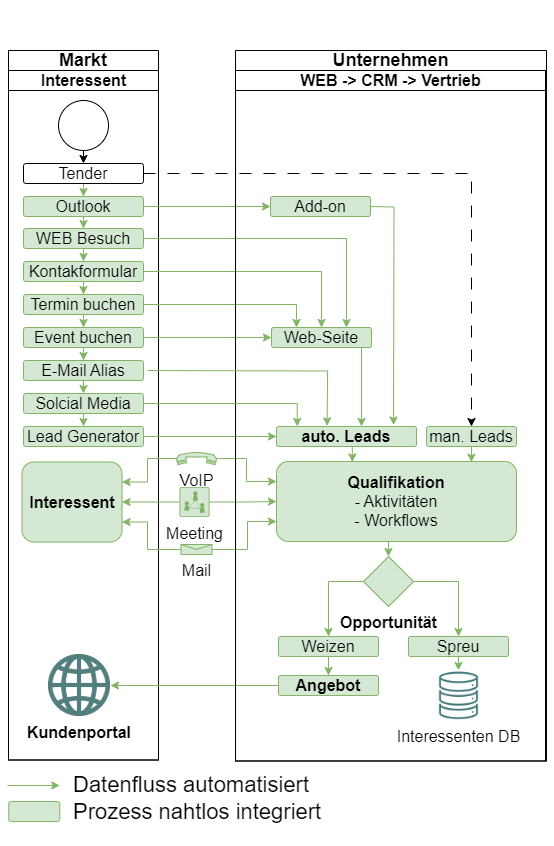 Markt
Unternehmen
Interessent
WEB -> CRM -> Vertrieb
Tender
Outlook
Add-on
WEB Besuch
Kontakformular
Termin buchen
Event buchen
Web-Seite
E-Mail Alias
Solcial Media
Lead Generator
auto. Leads
man. Leads
Interessent
VoIP
Meeting
Mail
Qualifikation
- Aktivitäten
- Workflows
Opportunität
Weizen
Spreu
Angebot
Kundenportal
Interessenten DB
Datenfluss automatisiert
Prozess nahtlos integriert